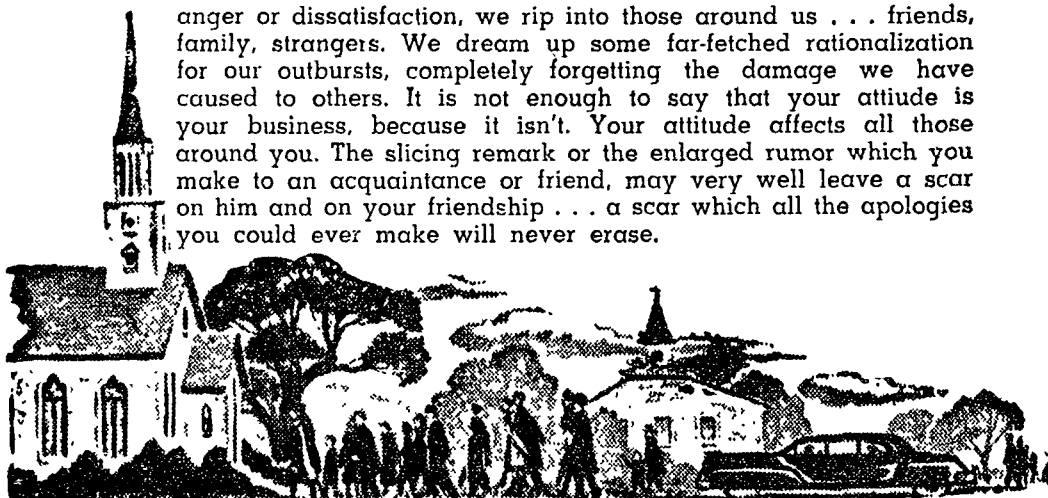 anger or dissatisfaction, we rip into those around us . . . friends,
family, strangers. We dream up some far-fetched rationalization
for our outbursts, completely forgetting the damage we have
caused to others. It is not enough to say that your attiude is
your business, because it isn't. Your attitude affects all those
around you. The slicing remark or the enlarged rumor which you
make to an acquaintance or friend, may very well leave a scar
on him and on your friendship . . . a scar which all the apologies
you could ever make will never erase.